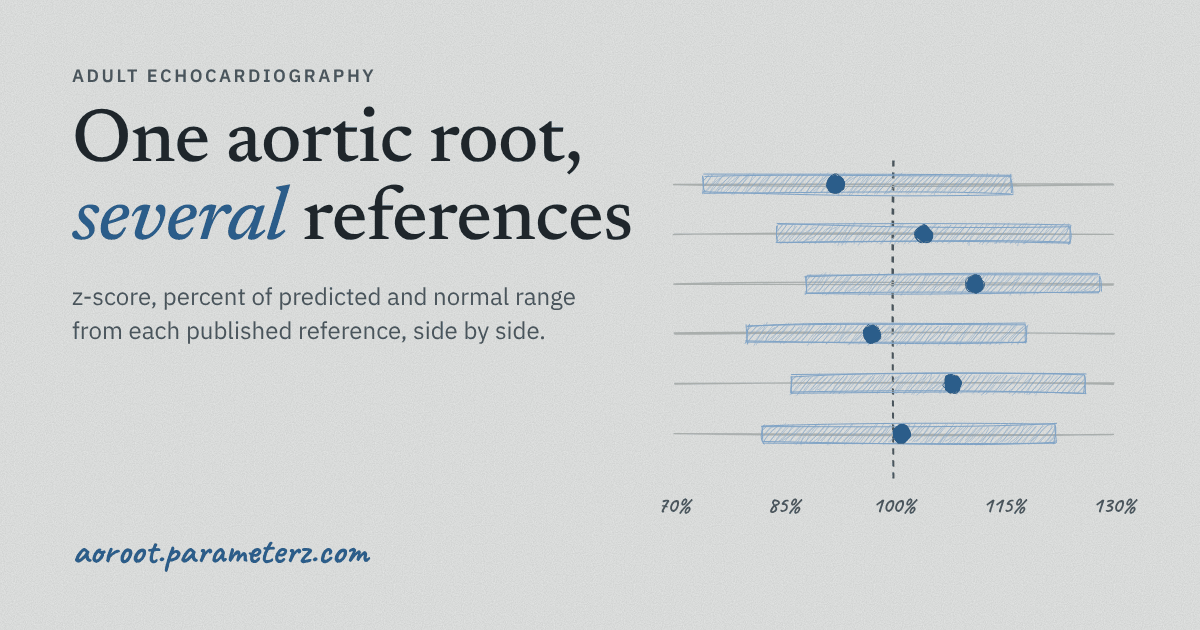 ADULT ECHOCARDIOGRAPHY
One aortic root,
several references
z-score, percent of predicted and normal range
from each published reference, side by side.
70% 85% 100% 115% 130%
aoroot.parameterz.com